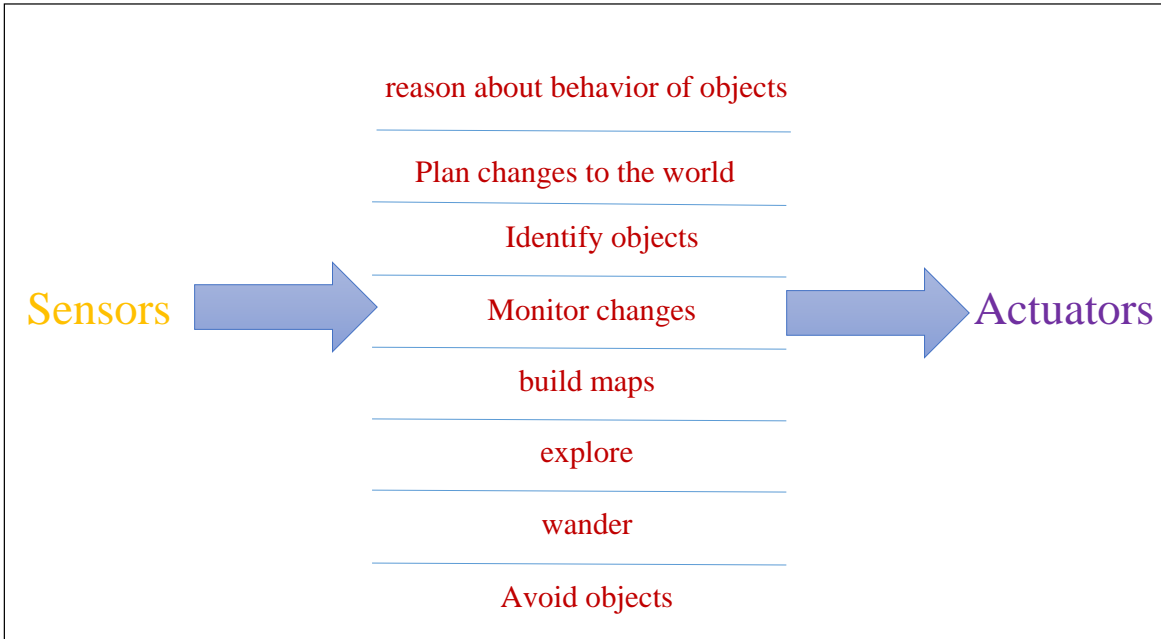 reason about behavior of objects
Plan changes to the world
Identify objects
Sensors
Monitor changes
Actuators
build maps
explore
wander
Avoid objects